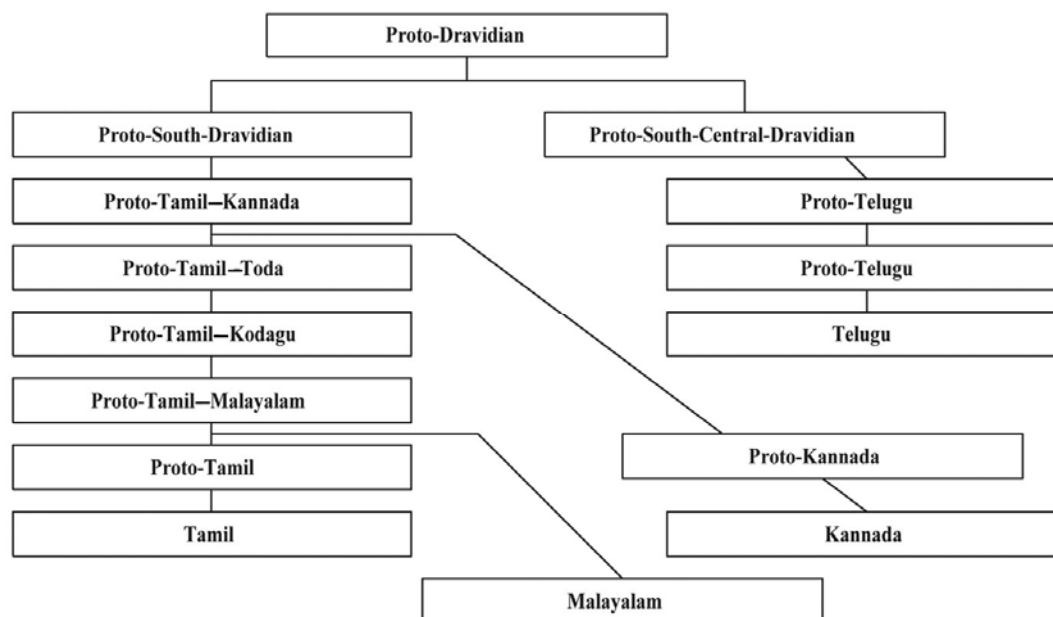 Proto-Dravidian
Proto-South-Dravidian
Proto-South-Central-Dravidian
Proto-Tamil—Kannada
Proto-Telugu
Proto-Tamil—Toda
Proto-Telugu
Proto-Tamil—Kodagu
Telugu
Proto-Tamil—Malayalam
Proto-Tamil
Proto-Kannada
Tamil
Kannada
Malayalam